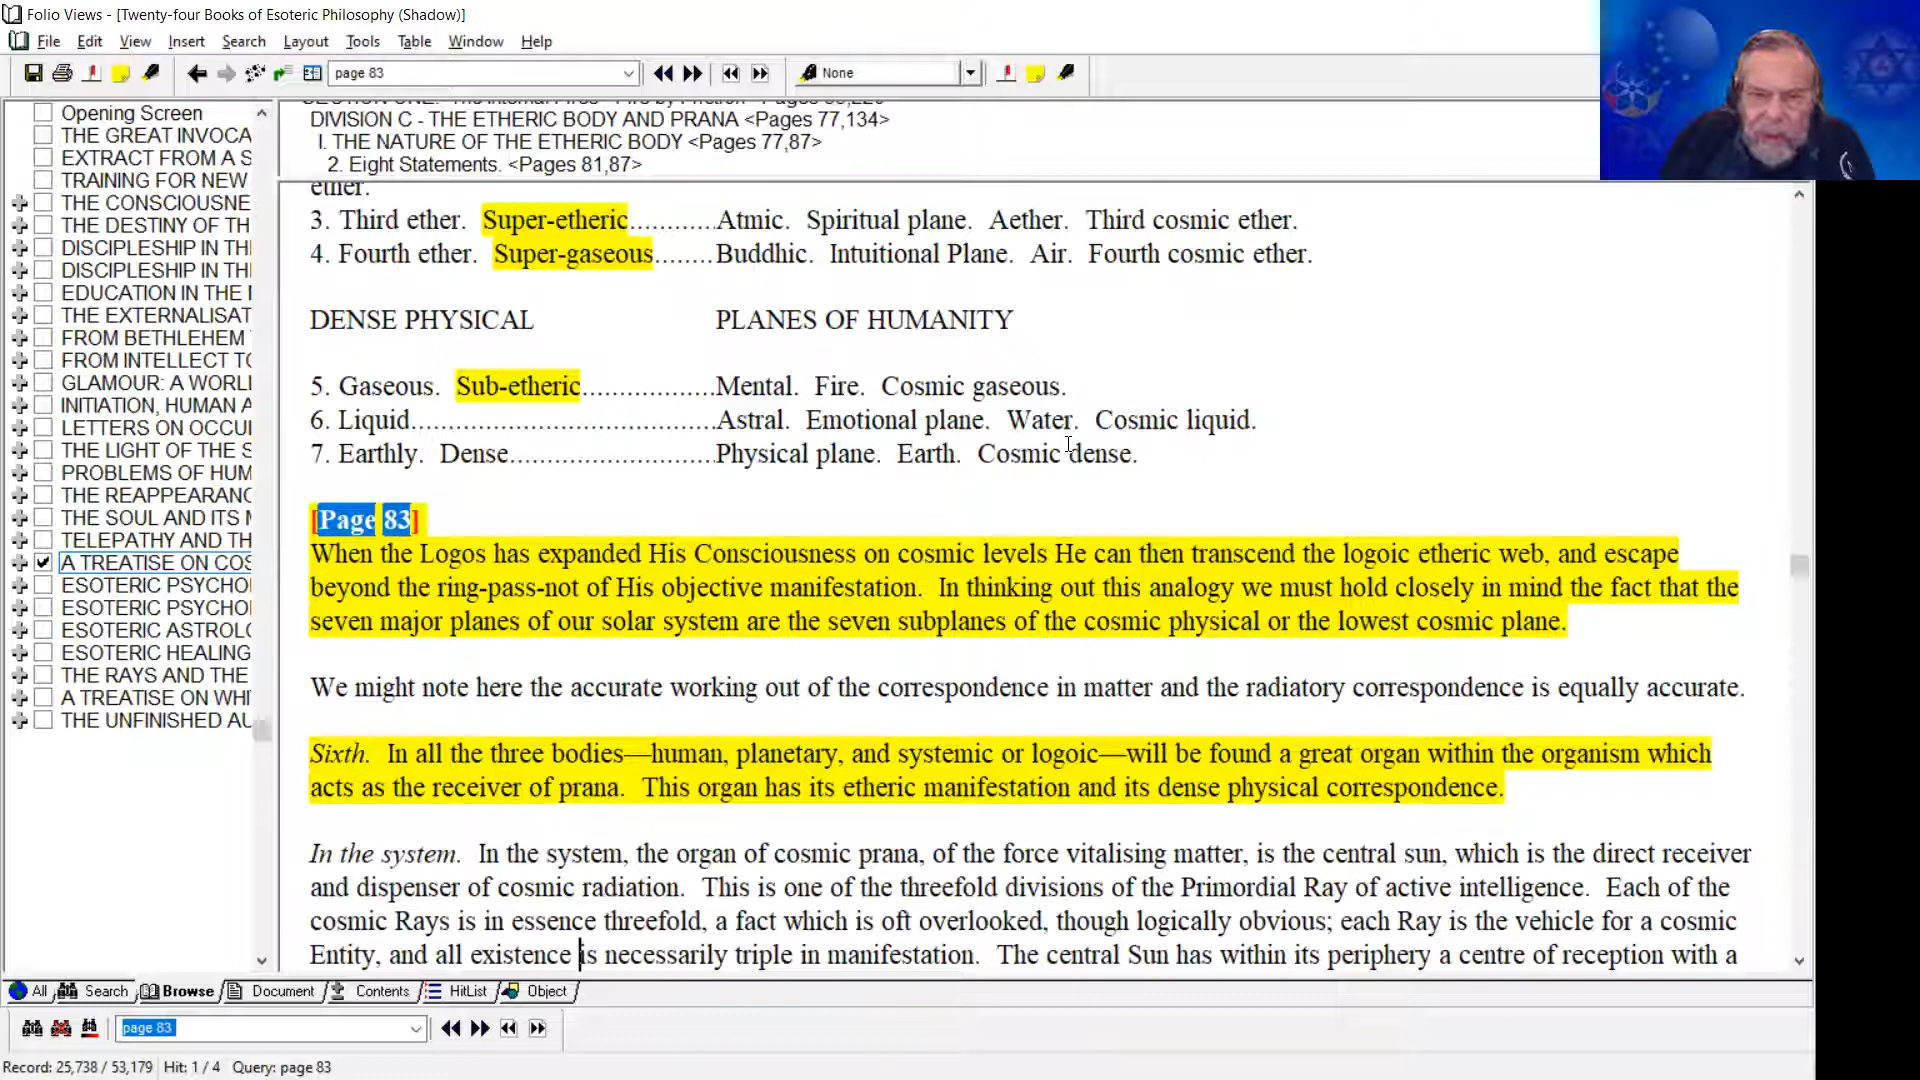 Folio Views - [Twenty-four Books of Esoteric Philosophy (Shadow)]
File Edit View Insert Search Layout Tools Table Window Help
page 83
None
Opening Screen
THE GREAT INVOCA
EXTRACT FROM A S
TRAINING FOR NEW
THE CONSCIOUSNE
THE DESTINY OF TH
DISCIPLESHIP IN THE
DISCIPLESHIP IN THE
EDUCATION IN THE
THE EXTERNALISAT
FROM BETHLEHEM
FROM INTELLECT TO
GLAMOUR: A WORL
INITIATION, HUMAN A
LETTERS ON OCCU
THE LIGHT OF THE S
PROBLEMS OF HUM
THE REAPPEARANC
THE SOUL AND ITS M
TELEPATHY AND TH
A TREATISE ON COS
ESOTERIC PSYCHO
ESOTERIC PSYCHO
ESOTERIC ASTROLO
ESOTERIC HEALING
THE RAYS AND THE
A TREATISE ON WHI
THE UNFINISHED AU
DIVISION C - THE ETHERIC BODY AND PRANA <Pages 77,134>
I. THE NATURE OF THE ETHERIC BODY <Pages 77,87>
2. Eight Statements. <Pages 81,87>
ether.
3. Third ether. Super-etheric............Atmic. Spiritual plane. Aether. Third cosmic ether.
4. Fourth ether. Super-gaseous........Buddhic. Intuitional Plane. Air. Fourth cosmic ether.
DENSE PHYSICAL PLANES OF HUMANITY
5. Gaseous. Sub-etheric...................Mental. Fire. Cosmic gaseous.
6. Liquid...........................................Astral. Emotional plane. Water. Cosmic liquid.
7. Earthly. Dense.............................Physical plane. Earth. Cosmic dense.
[Page 83]
When the Logos has expanded His Consciousness on cosmic levels He can then transcend the logoic etheric web, and escape
beyond the ring-pass-not of His objective manifestation. In thinking out this analogy we must hold closely in mind the fact that the
seven major planes of our solar system are the seven subplanes of the cosmic physical or the lowest cosmic plane.
We might note here the accurate working out of the correspondence in matter and the radiatory correspondence is equally accurate.
Sixth. In all the three bodies—human, planetary, and systemic or logoic—will be found a great organ within the organism which
acts as the receiver of prana. This organ has its etheric manifestation and its dense physical correspondence.
In the system. In the system, the organ of cosmic prana, of the force vitalising matter, is the central sun, which is the direct receiver
and dispenser of cosmic radiation. This is one of the threefold divisions of the Primordial Ray of active intelligence. Each of the
cosmic Rays is in essence threefold, a fact which is oft overlooked, though logically obvious; each Ray is the vehicle for a cosmic
Entity, and all existence is necessarily triple in manifestation. The central Sun has within its periphery a centre of reception with a
All Search Browse Document Contents HitList Object
page 83
Record: 25,738 / 53,179 Hit: 1 / 4 Query: page 83